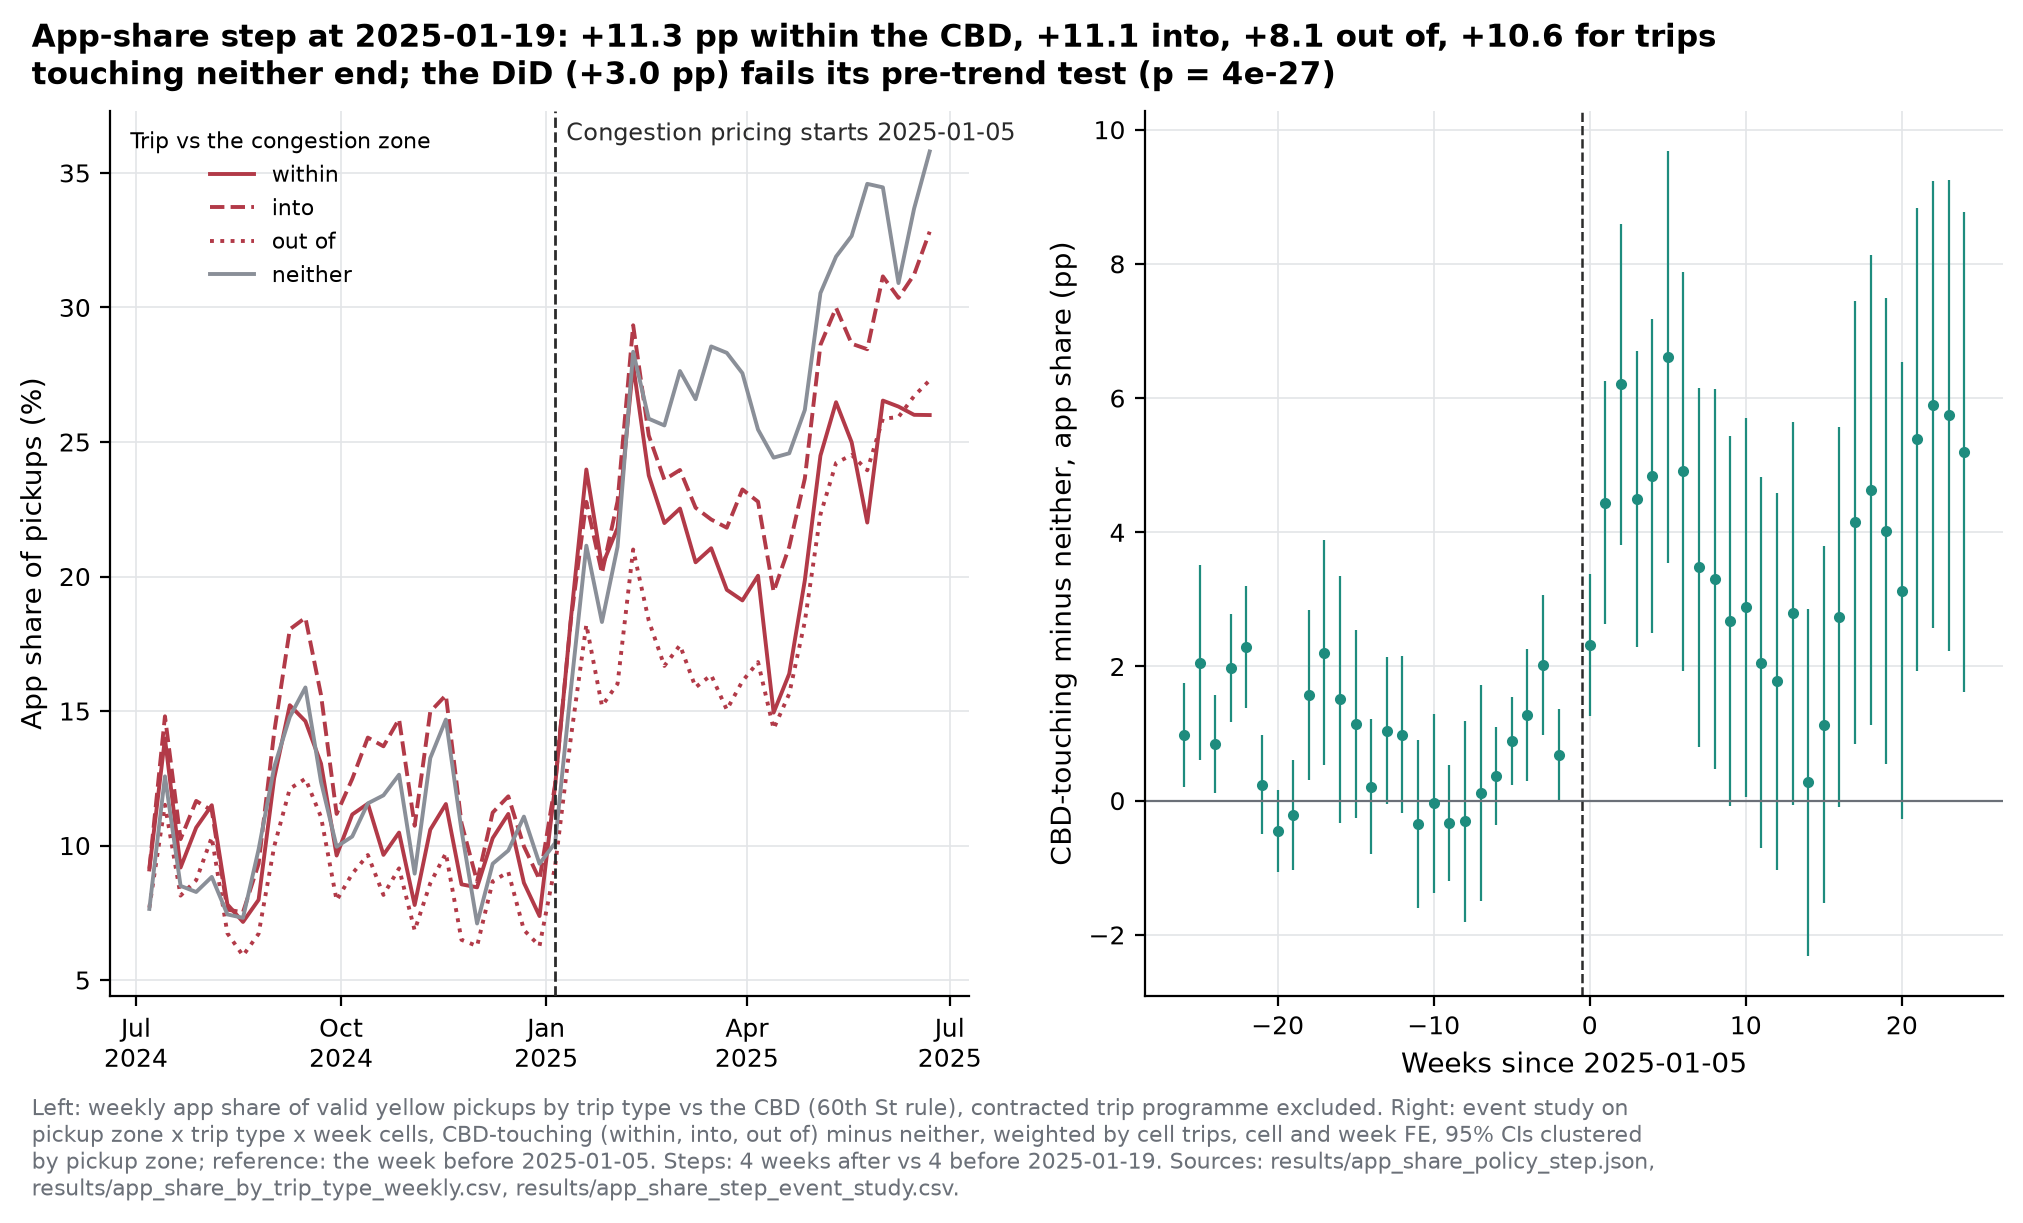 App-share step at 2025-01-19: +11.3 pp within the CBD, +11.1 into, +8.1 out of, +10.6 for trips
touching neither end; the DiD (+3.0 pp) fails its pre-trend test (p = 4e-27)
Trip vs the congestion zone
within
into
out of
neither
Congestion pricing starts 2025-01-05
App share of pickups (%)
35
30
25
20
15
10
5
Jul
2024
Oct
2024
Jan
2025
Apr
2025
Jul
2025
CBD-touching minus neither, app share (pp)
10
8
6
4
2
0
−2
−20
−10
0
10
20
Weeks since 2025-01-05
Left: weekly app share of valid yellow pickups by trip type vs the CBD (60th St rule), contracted trip programme excluded. Right: event study on
pickup zone x trip type x week cells, CBD-touching (within, into, out of) minus neither, weighted by cell trips, cell and week FE, 95% CIs clustered
by pickup zone; reference: the week before 2025-01-05. Steps: 4 weeks after vs 4 before 2025-01-19. Sources: results/app_share_policy_step.json,
results/app_share_by_trip_type_weekly.csv, results/app_share_step_event_study.csv.